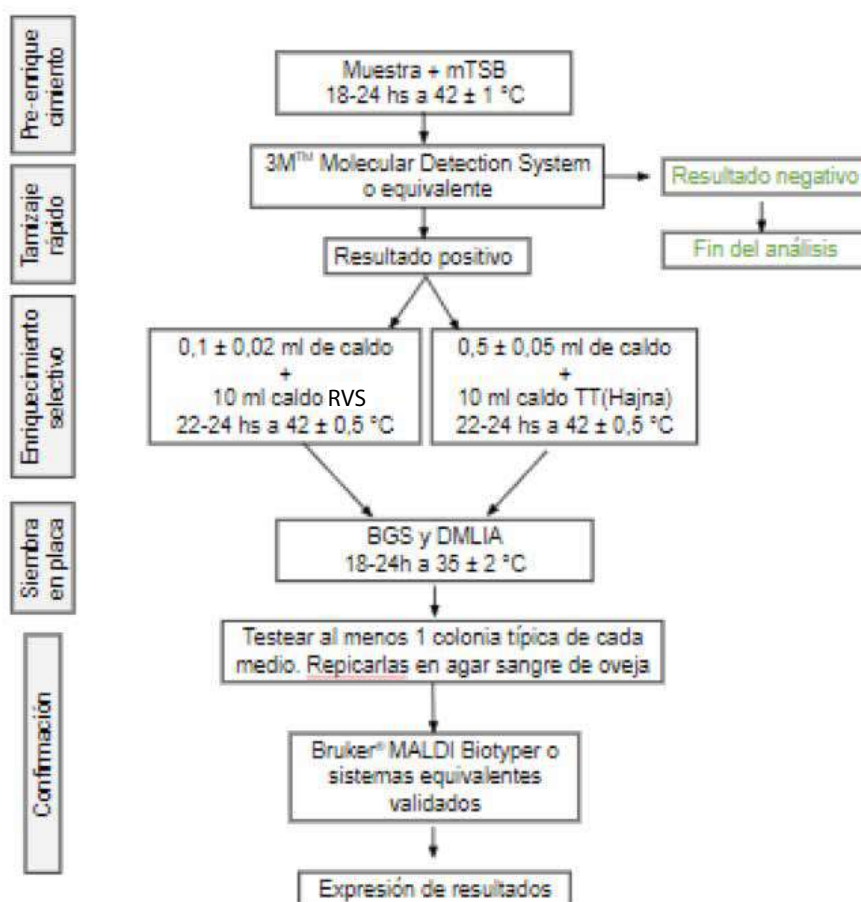 Pre-enrique
cimiento
Muestra + mTSB
18-24 hs a 42 ± 1 °C
Tamizaje
rápido
3M™ Molecular Detection System
o equivalente
Resultado negativo
Fin del análisis
Resultado positivo
Enriquecimiento
selectivo
0,1 ± 0,02 ml de caldo
+
10 ml caldo RVS
22-24 hs a 42 ± 0,5 °C
0,5 ± 0,05 ml de caldo
+
10 ml caldo TT(Hajna)
22-24 hs a 42 ± 0,5 °C
Siembra
en placa
BGS y DMLIA
18-24h a 35 ± 2 °C
Confirmación
Testear al menos 1 colonia típica de cada
medio. Repicarlas en agar sangre de oveja
Bruker® MALDI Biotyper o
sistemas equivalentes
validados
Expresión de resultados